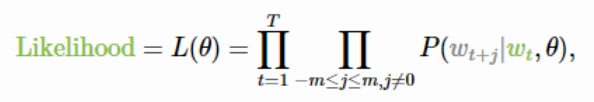 Likelihood = L(θ) = ∏_{t=1}^{T} ∏_{-m≤j≤m,j≠0} P(w_{t+j}|w_t, θ),